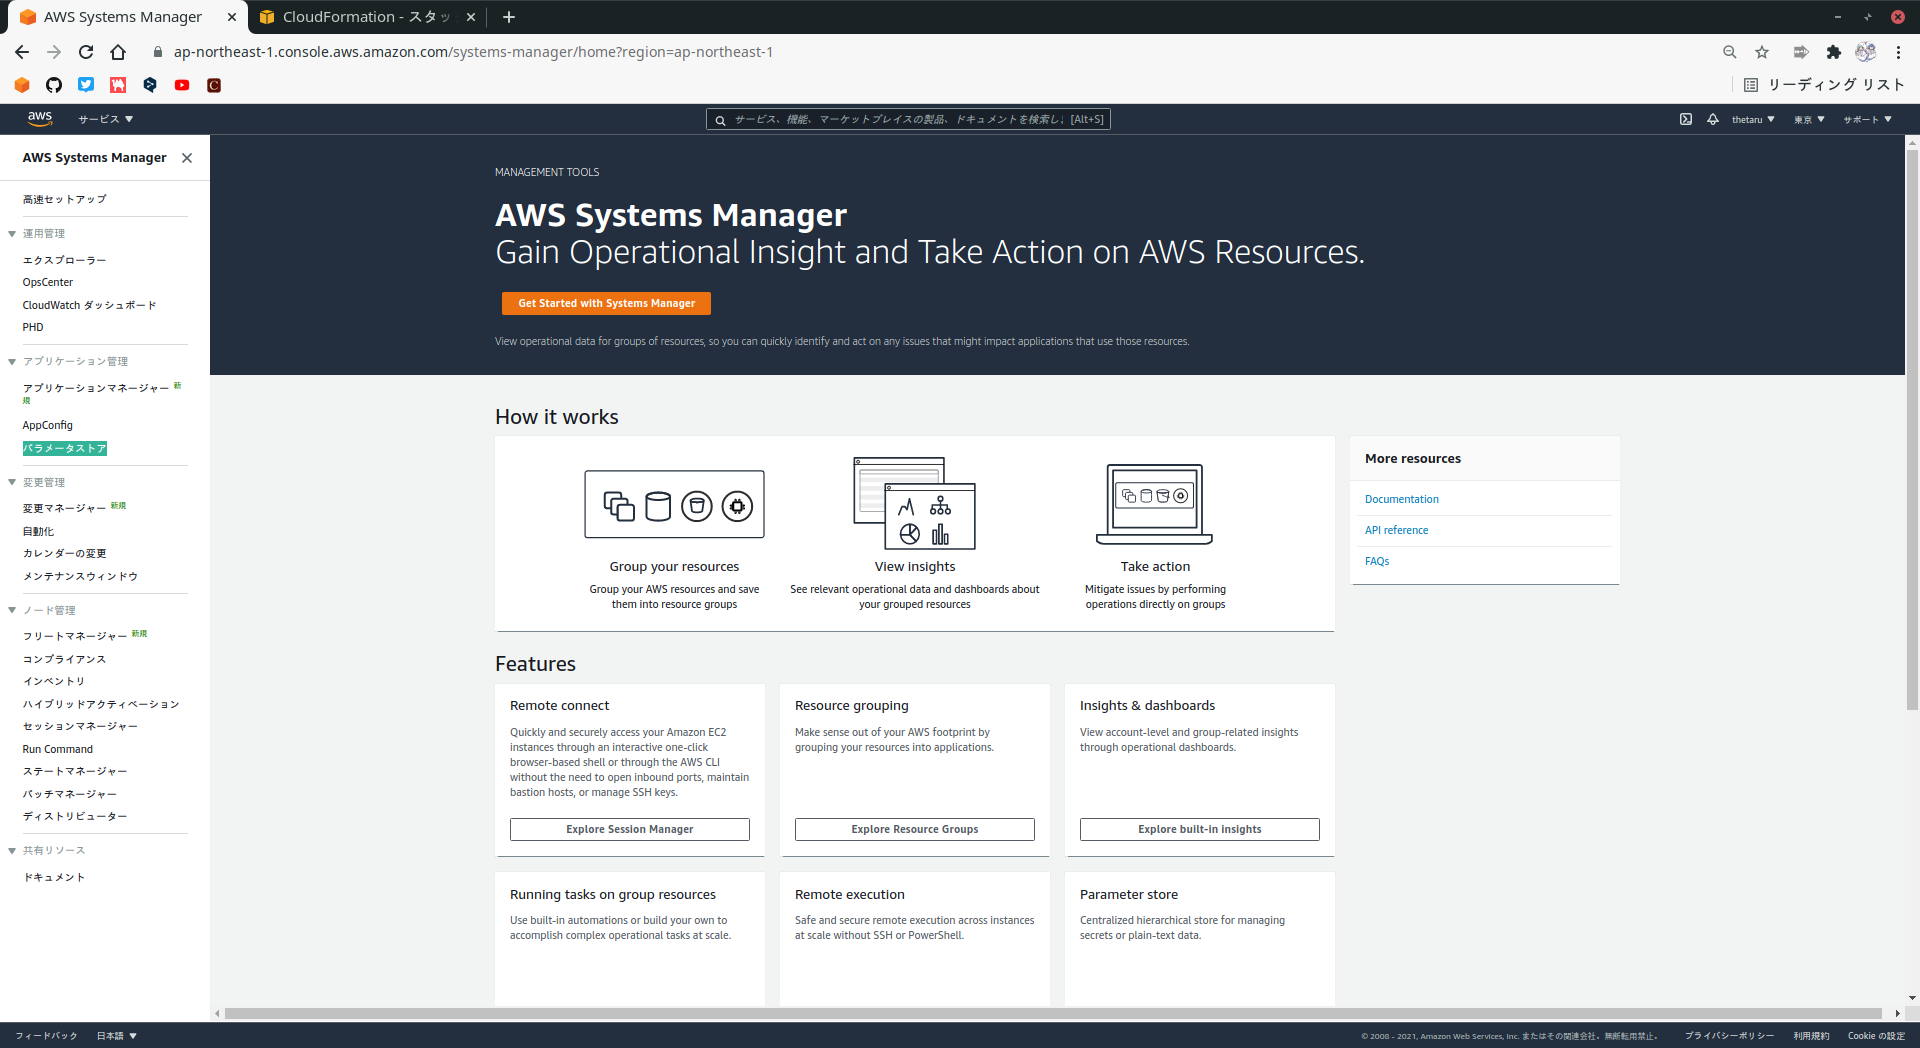 AWS Systems Manager
CloudFormation - スタッ
ap-northeast-1.console.aws.amazon.com/systems-manager/home?region=ap-northeast-1
リーディング リスト
aws
サービス
サービス、機能、マーケットプレイスの製品、ドキュメントを検索し. [Alt+S]
thetaru
東京
サポート
AWS Systems Manager
高速セットアップ
運用管理
エクスプローラー
OpsCenter
CloudWatch ダッシュボード
PHD
アプリケーション管理
アプリケーションマネージャー 新
規
AppConfig
パラメータストア
変更管理
変更マネージャー 新規
自動化
カレンダーの変更
メンテナンスウィンドウ
ノード管理
フリートマネージャー 新規
コンプライアンス
インベントリ
ハイブリッドアクティベーション
セッションマネージャー
Run Command
ステートマネージャー
パッチマネージャー
ディストリビューター
共有リソース
ドキュメント
MANAGEMENT TOOLS
AWS Systems Manager
Gain Operational Insight and Take Action on AWS Resources.
Get Started with Systems Manager
View operational data for groups of resources, so you can quickly identify and act on any issues that might impact applications that use those resources.
How it works
Group your resources
Group your AWS resources and save
them into resource groups
View insights
See relevant operational data and dashboards about
your grouped resources
Take action
Mitigate issues by performing
operations directly on groups
More resources
Documentation
API reference
FAQs
Features
Remote connect
Quickly and securely access your Amazon EC2
instances through an interactive one-click
browser-based shell or through the AWS CLI
without the need to open inbound ports, maintain
bastion hosts, or manage SSH keys.
Explore Session Manager
Resource grouping
Make sense out of your AWS footprint by
grouping your resources into applications.
Explore Resource Groups
Insights & dashboards
View account-level and group-related insights
through operational dashboards.
Explore built-in insights
Running tasks on group resources
Use built-in automations or build your own to
accomplish complex operational tasks at scale.
Remote execution
Safe and secure remote execution across instances
at scale without SSH or PowerShell.
Parameter store
Centralized hierarchical store for managing
secrets or plain-text data.
フィードバック
日本語
© 2008 - 2021, Amazon Web Services, Inc. またはその関連会社。無断転用禁止。
プライバシーポリシー
利用規約
Cookie の設定